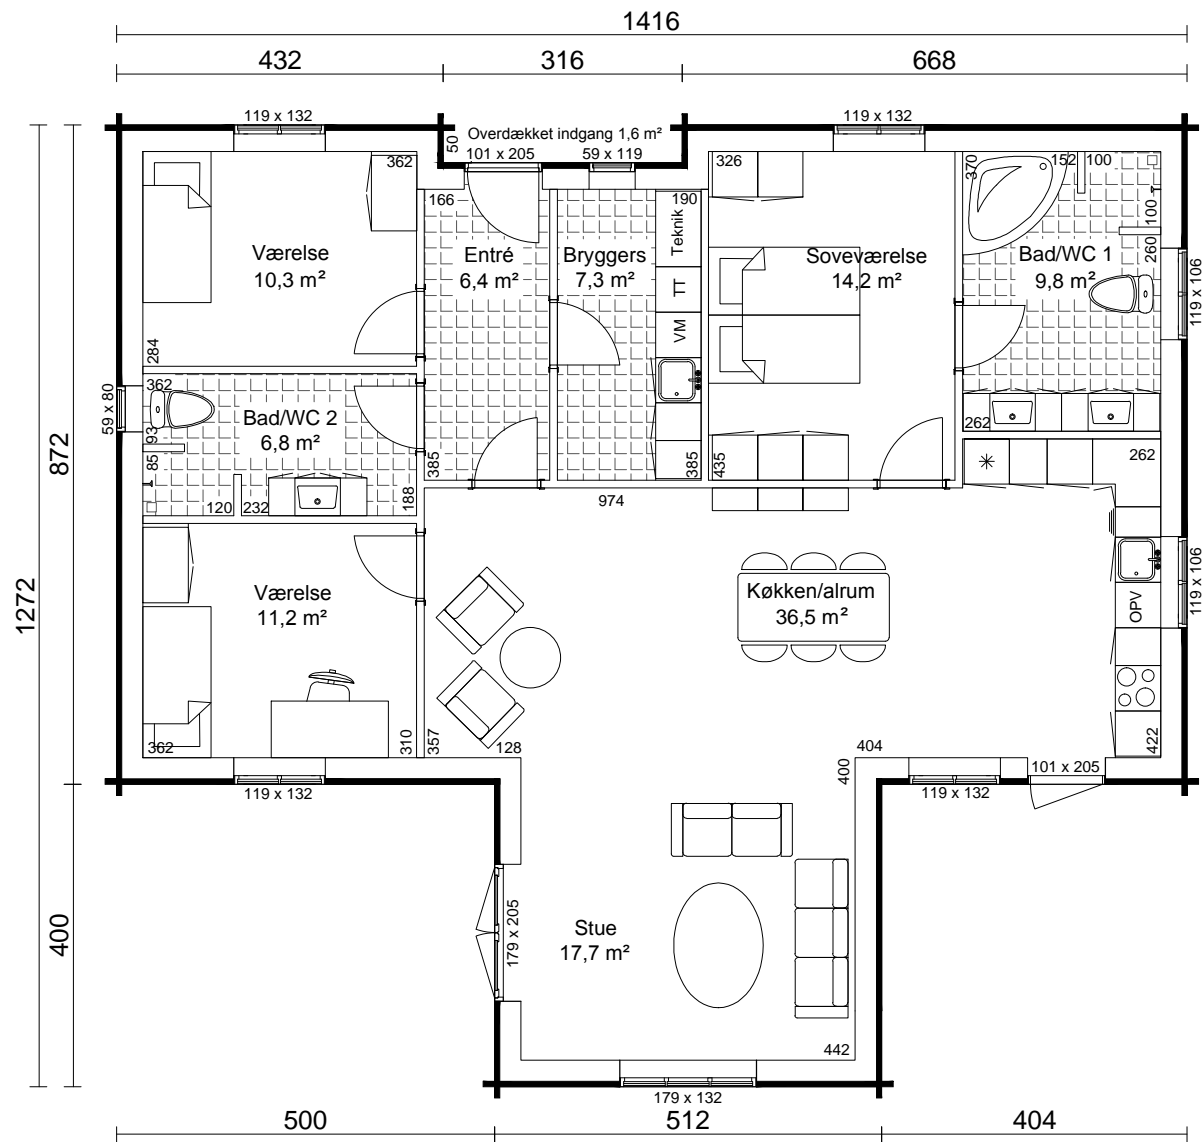 1416
432 316 668
119 x 132
Overdækket indgang 1,6 m²
119 x 132
50
101 x 205
59 x 119
362
166
190
326
370
152
100
Værelse
10,3 m²
Entré
6,4 m²
Bryggers
7,3 m²
Teknik
TT
VM
Soveværelse
14,2 m²
Bad/WC 1
9,8 m²
100
260
119 x 106
284
362
59 x 80
93
85
Bad/WC 2
6,8 m²
120
232
188
385
385
435
262
262
974
872
1272
400
Værelse
11,2 m²
362
310
357
128
Køkken/alrum
36,5 m²
OPV
119 x 106
422
404
400
119 x 132
119 x 132
101 x 205
179 x 205
Stue
17,7 m²
442
179 x 132
500 512 404